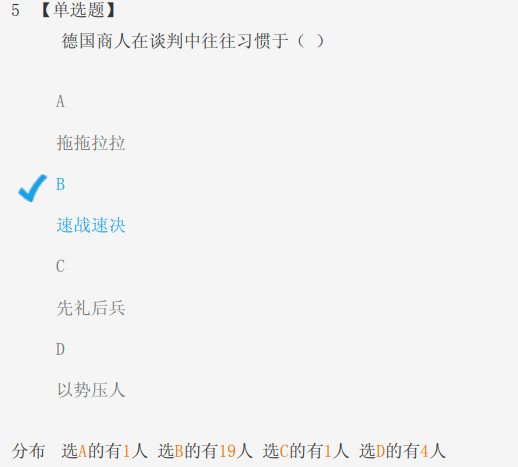 5 【单选题】
德国商人在谈判中往往习惯于（ ）
A
拖拖拉拉
B
速战速决
C
先礼后兵
D
以势压人
分布 选A的有1人 选B的有19人 选C的有1人 选D的有4人